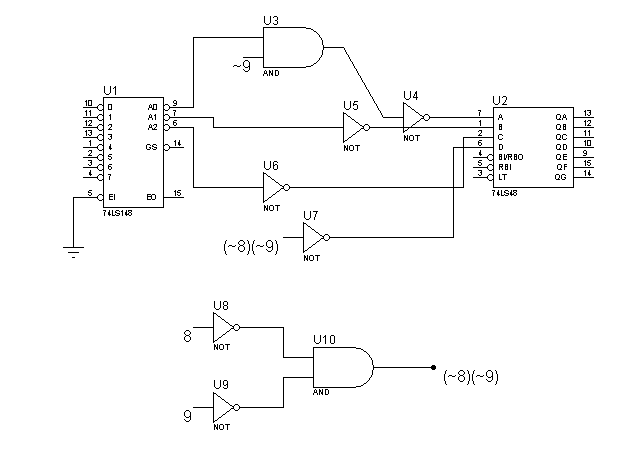 U3
~9
AND
U1
10 0 A0 9
11 1 A1 7
12 2 A2 6
13 3
1 4 GS 14
2 5
3 6
4 7
5 EI EO 15
74LS148
U5
NOT
U4
NOT
U2
7 A QA 13
1 B QB 12
2 C QC 11
6 D QD 10
4 BI/RBO QE 9
5 RBI QF 15
3 LT QG 14
74LS48
U6
NOT
U7
(~8)(~9)
NOT
U8
8
NOT
U10
AND
(~8)(~9)
U9
9
NOT